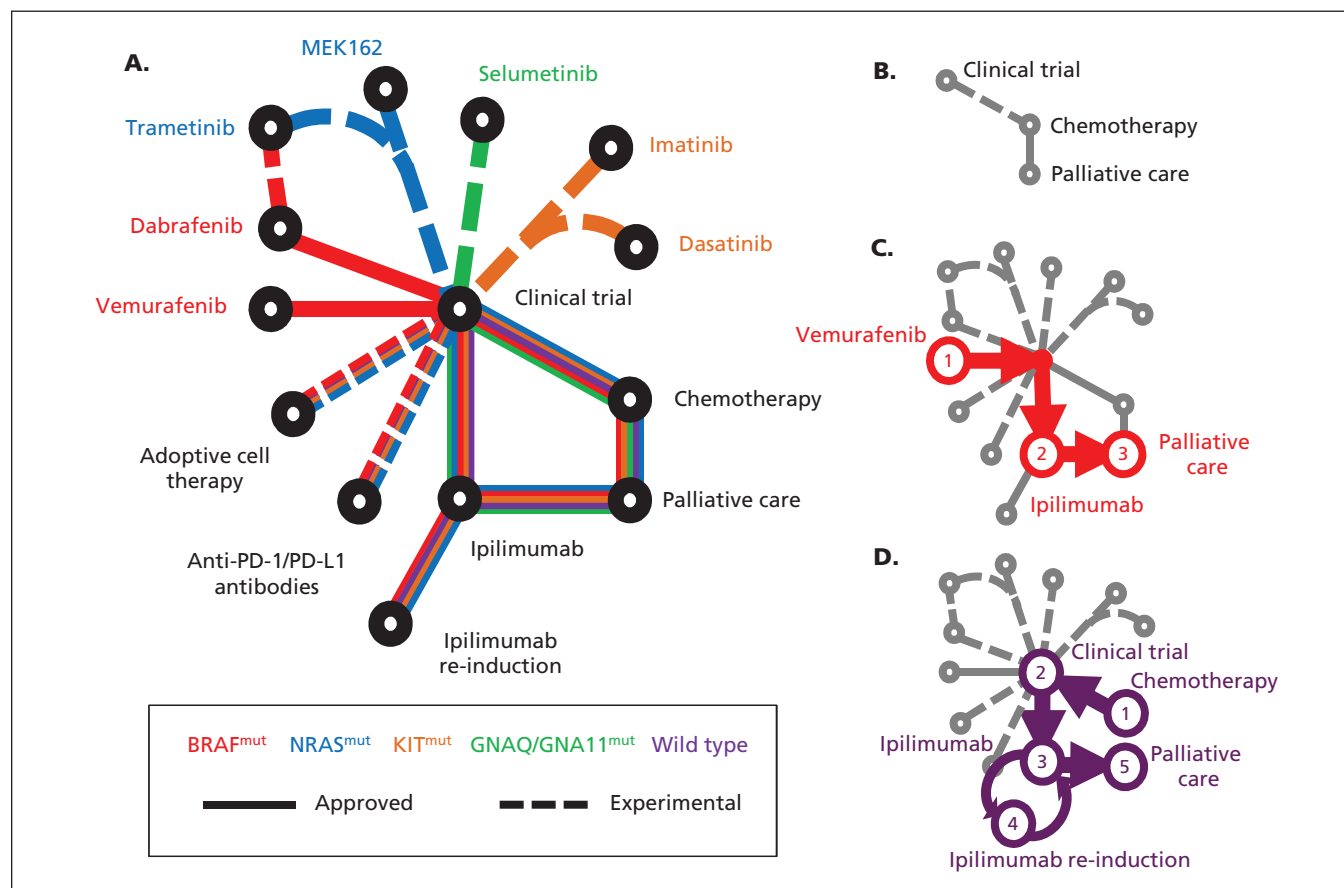 A.
MEK162
Selumetinib
Trametinib
Imatinib
Dabrafenib
Dasatinib
Vemurafenib
Clinical trial
Chemotherapy
Adoptive cell
therapy
Palliative care
Anti-PD-1/PD-L1
antibodies
Ipilimumab
Ipilimumab
re-induction
BRAFmut NRASmut KITmut GNAQ/GNA11mut Wild type
Approved Experimental
B.
Clinical trial
Chemotherapy
Palliative care
C.
Vemurafenib
1
2
3
Palliative
care
Ipilimumab
D.
Clinical trial
2
Chemotherapy
1
Ipilimumab
3
5
Palliative
care
4
Ipilimumab re-induction